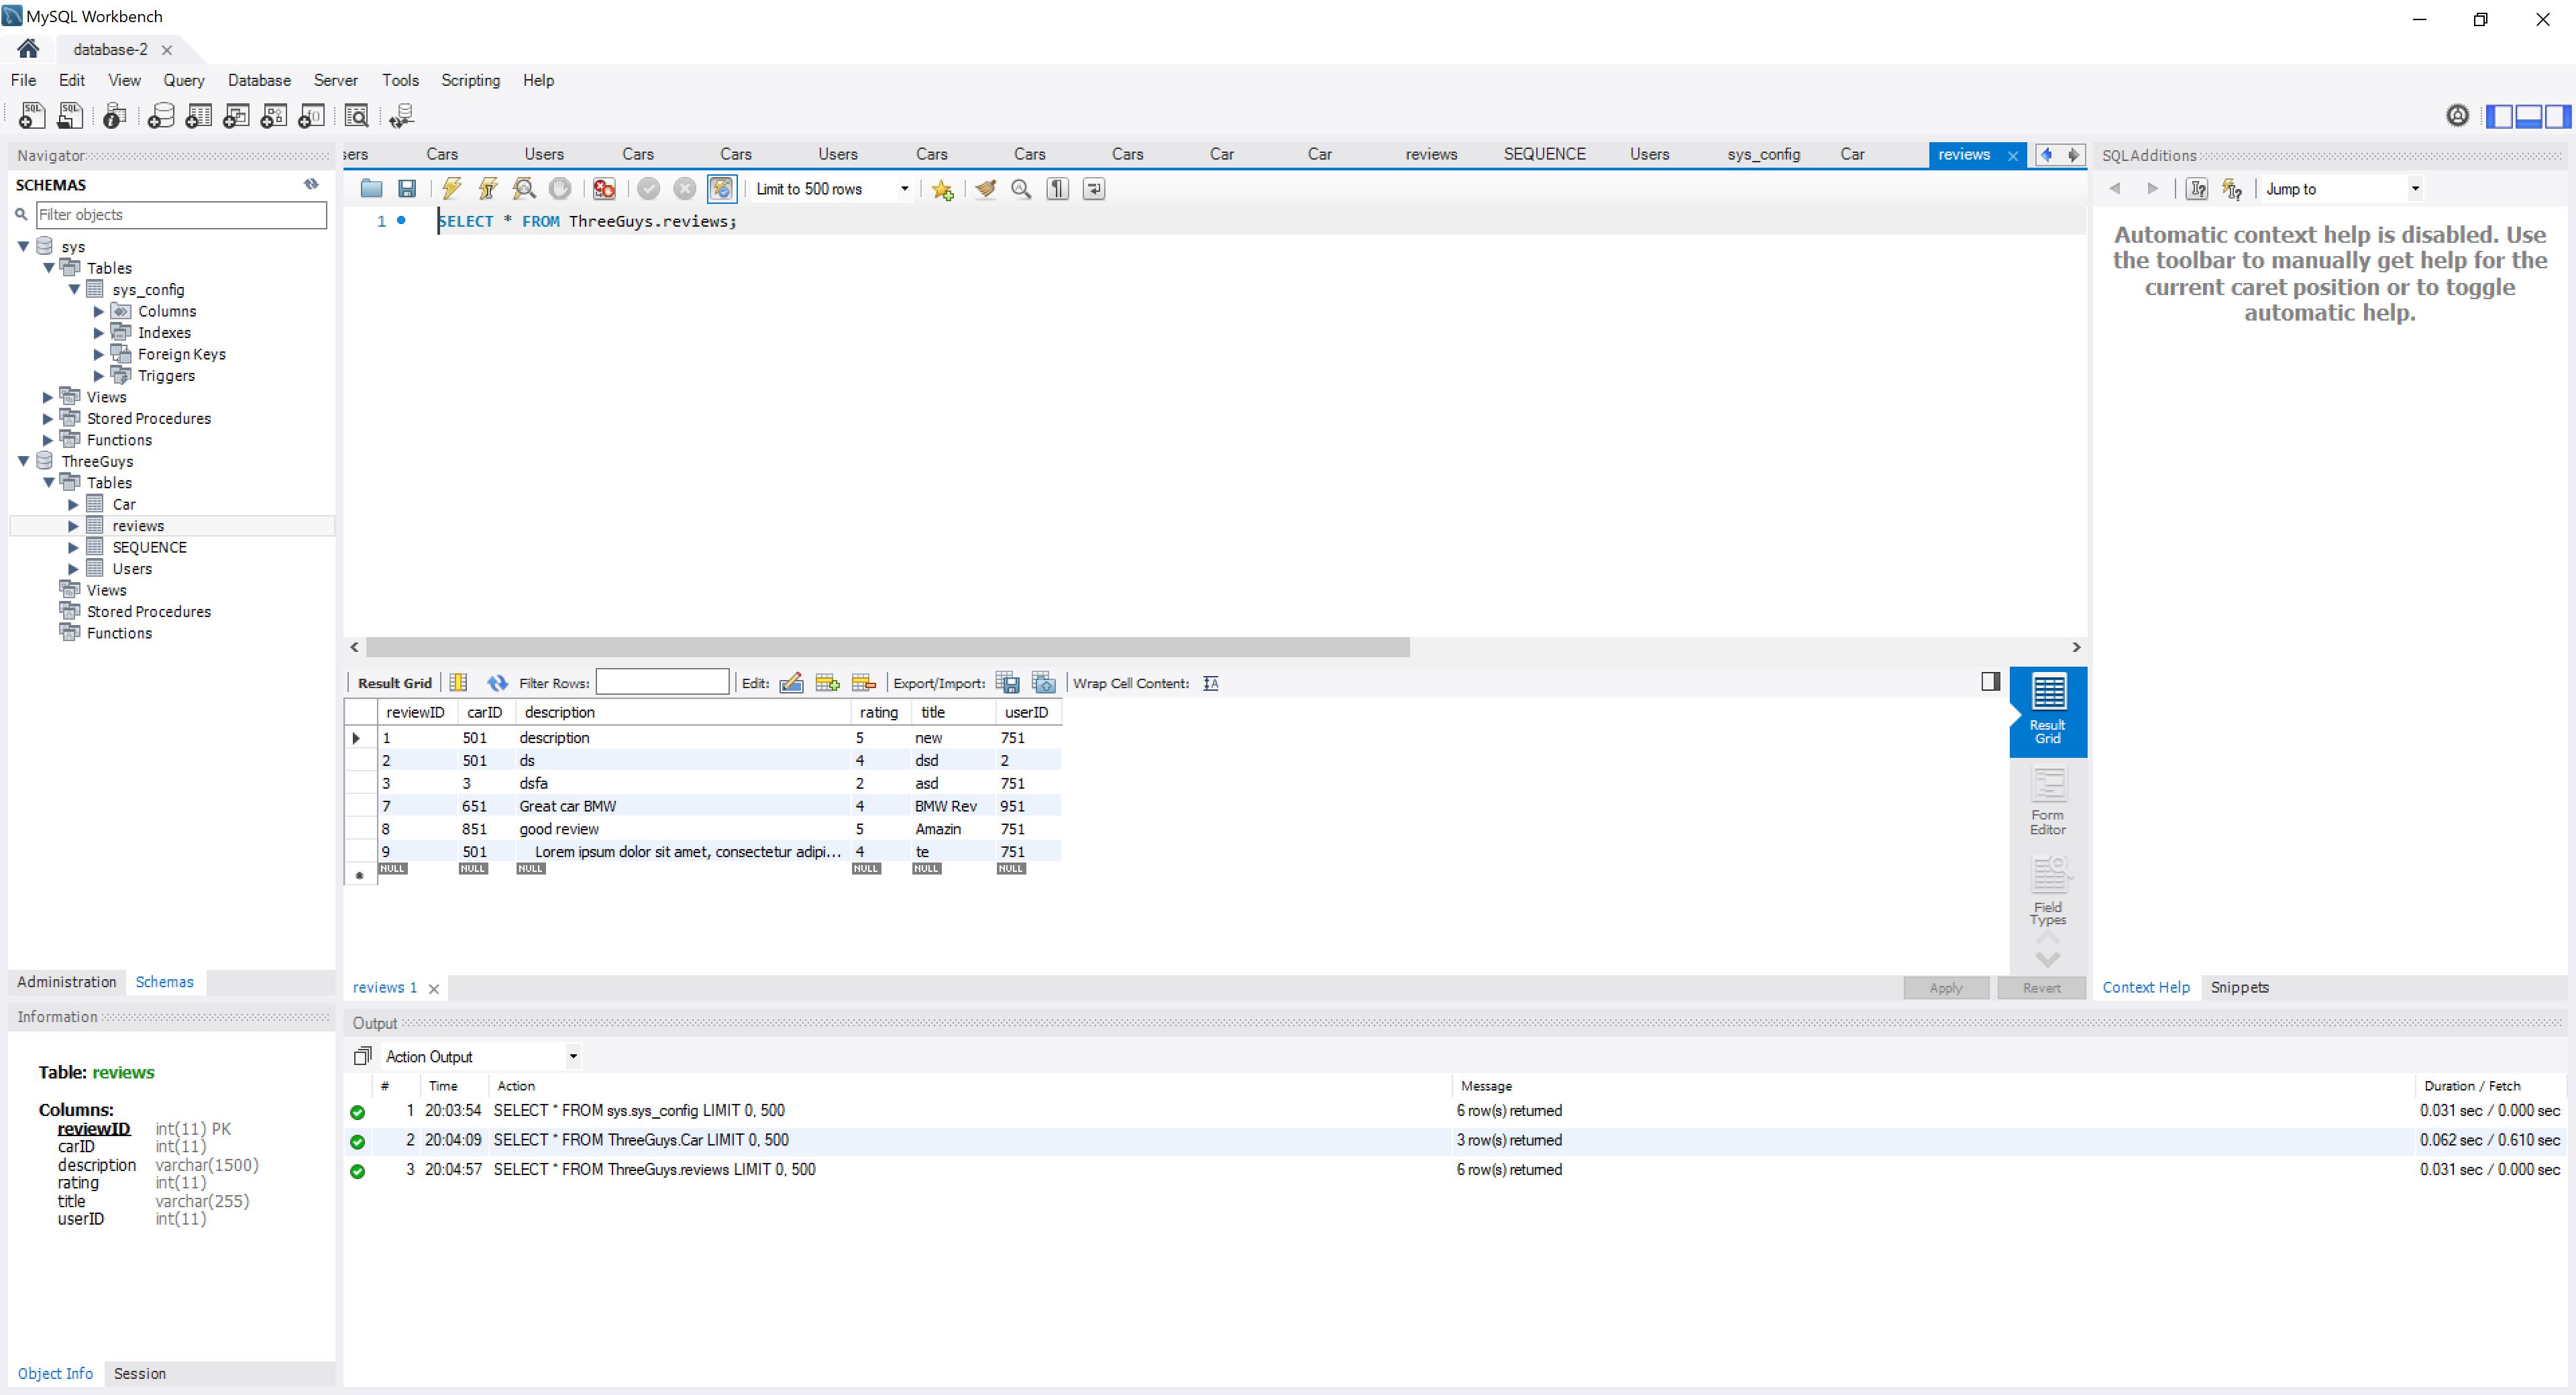 MySQL Workbench
database-2
File Edit View Query Database Server Tools Scripting Help
Navigator
SCHEMAS
Filter objects
sys
Tables
sys_config
Columns
Indexes
Foreign Keys
Triggers
Views
Stored Procedures
Functions
ThreeGuys
Tables
Car
reviews
SEQUENCE
Users
Views
Stored Procedures
Functions
Administration Schemas
Information
Table: reviews
Columns:
reviewID int(11) PK
carID int(11)
description varchar(1500)
rating int(11)
title varchar(255)
userID int(11)
Object Info Session
sers Cars Users Cars Cars Users Cars Cars Cars Car Car reviews SEQUENCE Users sys_config Car reviews
Limit to 500 rows
1 SELECT * FROM ThreeGuys.reviews;
Result Grid Filter Rows: Edit: Export/Import: Wrap Cell Content:
reviewID carID description rating title userID
1 501 description 5 new 751
2 501 ds 4 dsd 2
3 3 dsfa 2 asd 751
7 651 Great car BMW 4 BMW Rev 951
8 851 good review 5 Amazin 751
9 501 Lorem ipsum dolor sit amet, consectetur adipi... 4 te 751
NULL NULL NULL NULL NULL NULL
Result
Grid
Form
Editor
Field
Types
reviews 1
Apply Revert
SQLAdditions
Jump to
Automatic context help is disabled. Use
the toolbar to manually get help for the
current caret position or to toggle
automatic help.
Context Help Snippets
Output
Action Output
# Time Action Message Duration / Fetch
1 20:03:54 SELECT * FROM sys.sys_config LIMIT 0, 500 6 row(s) returned 0.031 sec / 0.000 sec
2 20:04:09 SELECT * FROM ThreeGuys.Car LIMIT 0, 500 3 row(s) returned 0.062 sec / 0.610 sec
3 20:04:57 SELECT * FROM ThreeGuys.reviews LIMIT 0, 500 6 row(s) returned 0.031 sec / 0.000 sec